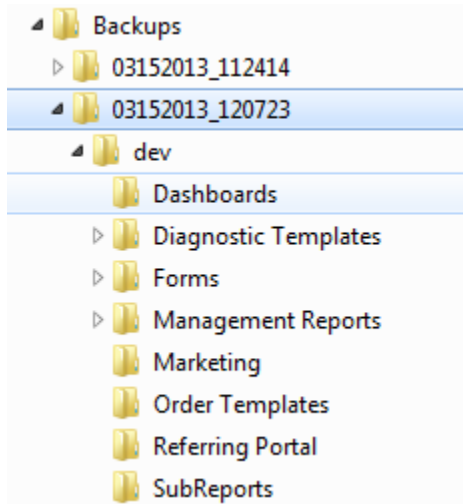 Backups
03152013_112414
03152013_120723
dev
Dashboards
Diagnostic Templates
Forms
Management Reports
Marketing
Order Templates
Referring Portal
SubReports